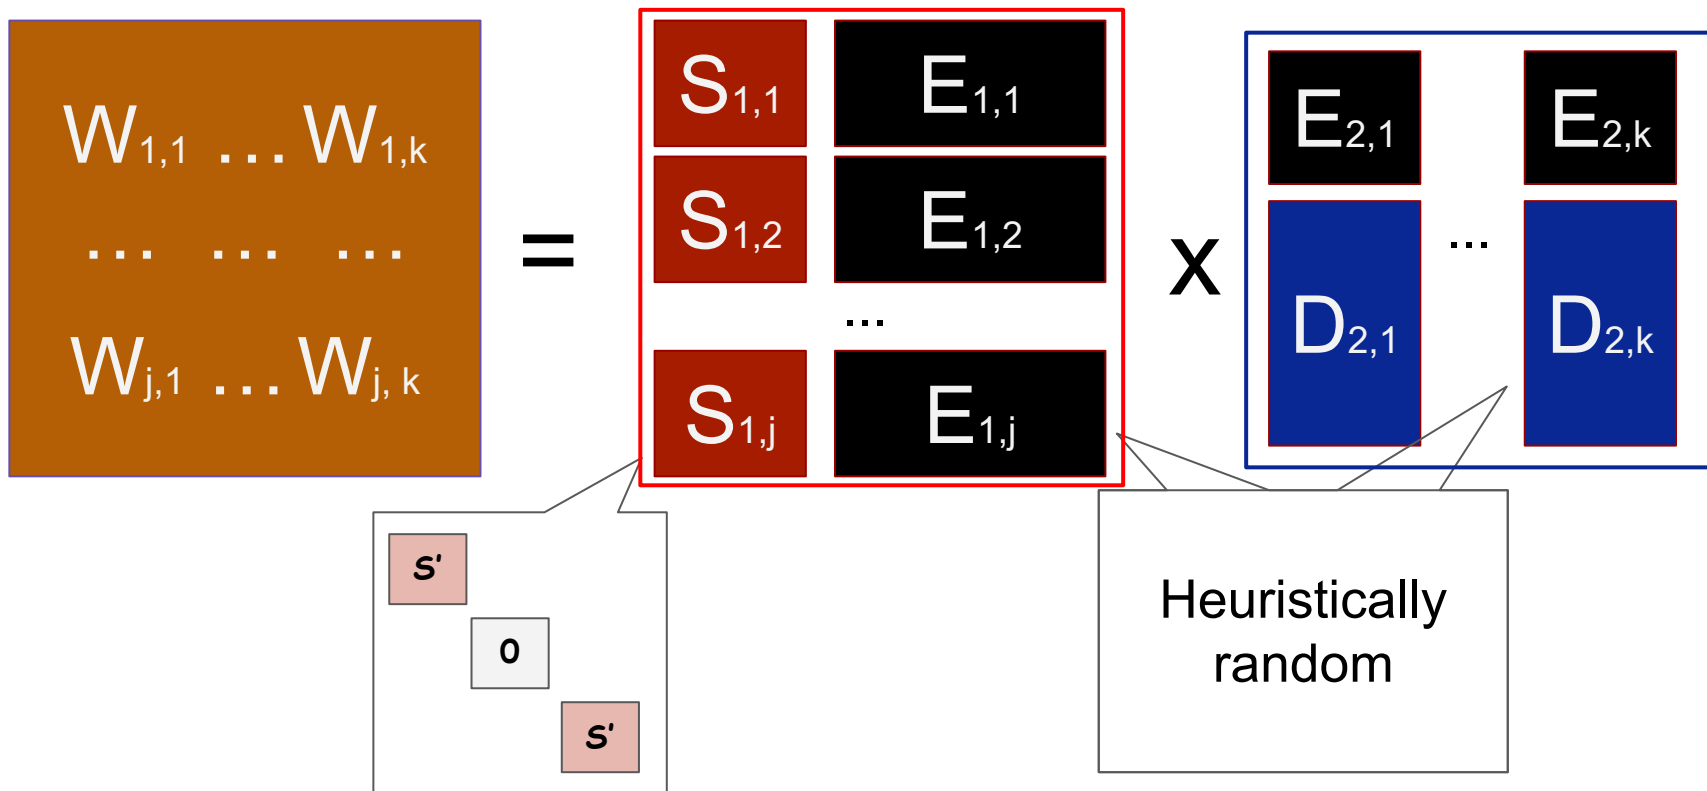 W1,1 ... W1,k
... ... ...
Wj,1 ... Wj, k
=
S1,1 E1,1
S1,2 E1,2
...
S1,j E1,j
x
E2,1 E2,k
...
D2,1 D2,k
s'
0
s'
Heuristically
random